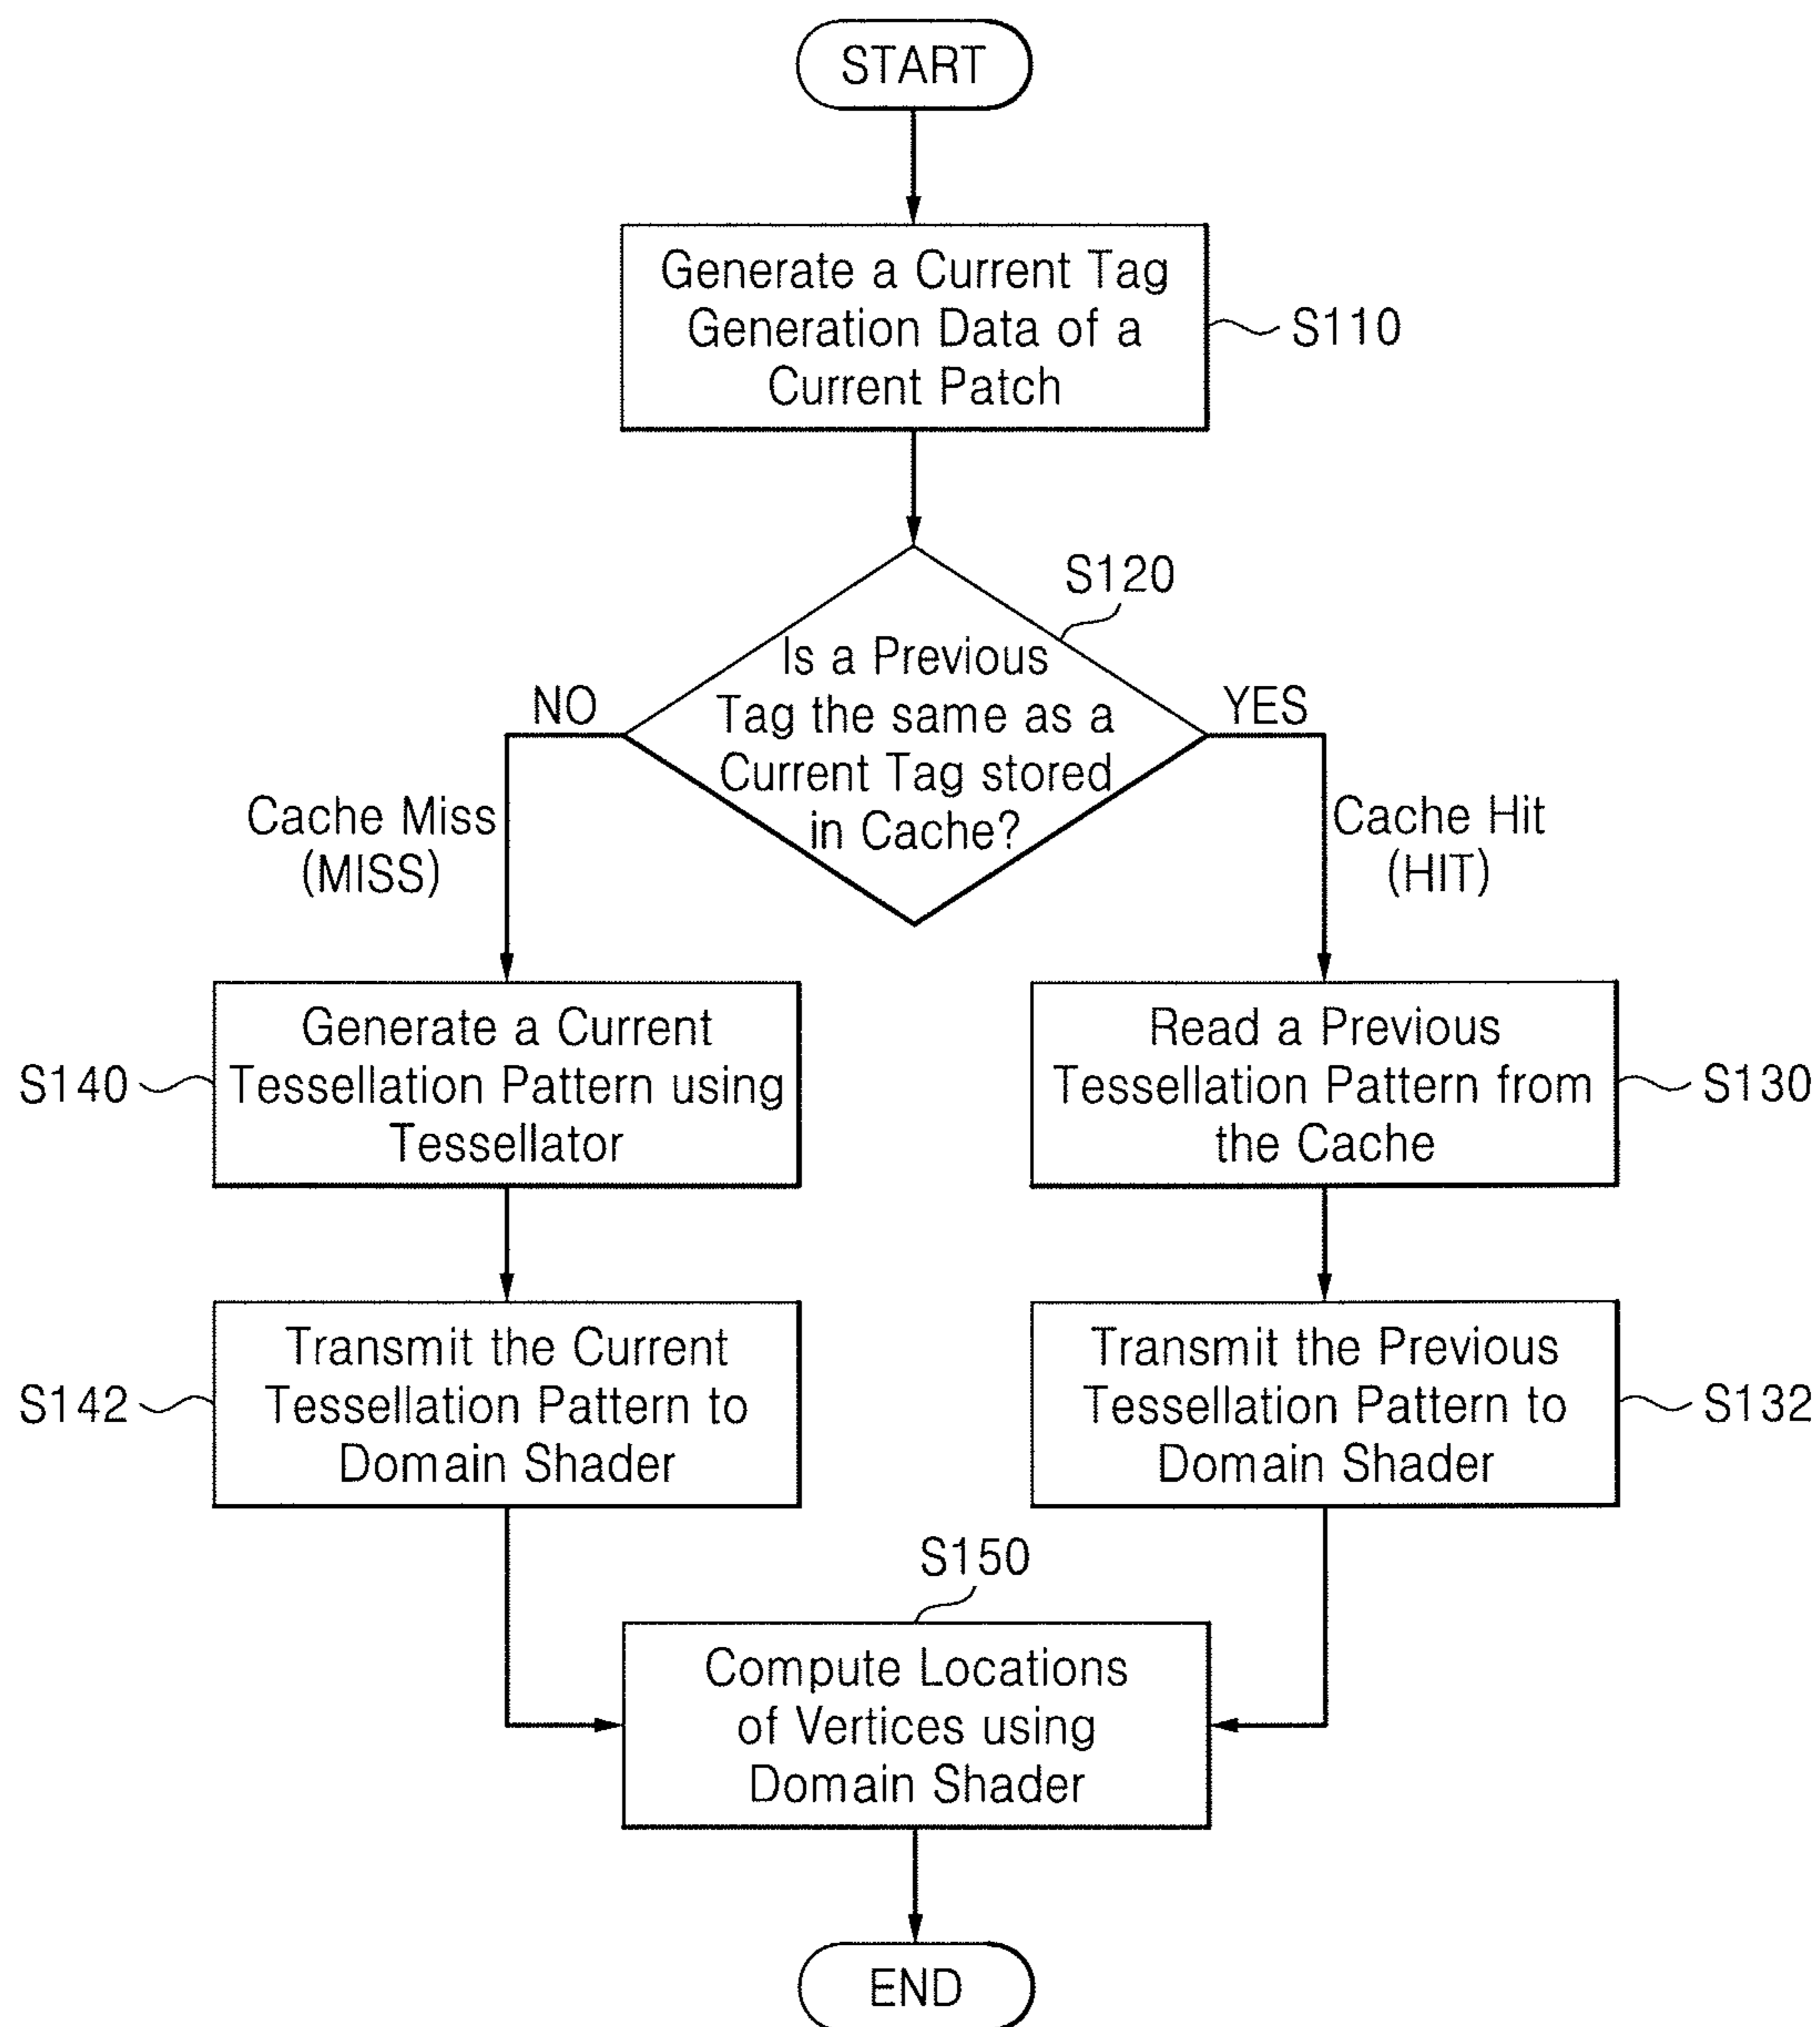 START
Generate a Current Tag
Generation Data of a
Current Patch
S110
S120
Is a Previous
Tag the same as a
Current Tag stored
in Cache?
NO
YES
Cache Miss
(MISS)
Cache Hit
(HIT)
S140
Generate a Current
Tessellation Pattern using
Tessellator
Read a Previous
Tessellation Pattern from
the Cache
S130
S142
Transmit the Current
Tessellation Pattern to
Domain Shader
Transmit the Previous
Tessellation Pattern to
Domain Shader
S132
S150
Compute Locations
of Vertices using
Domain Shader
END